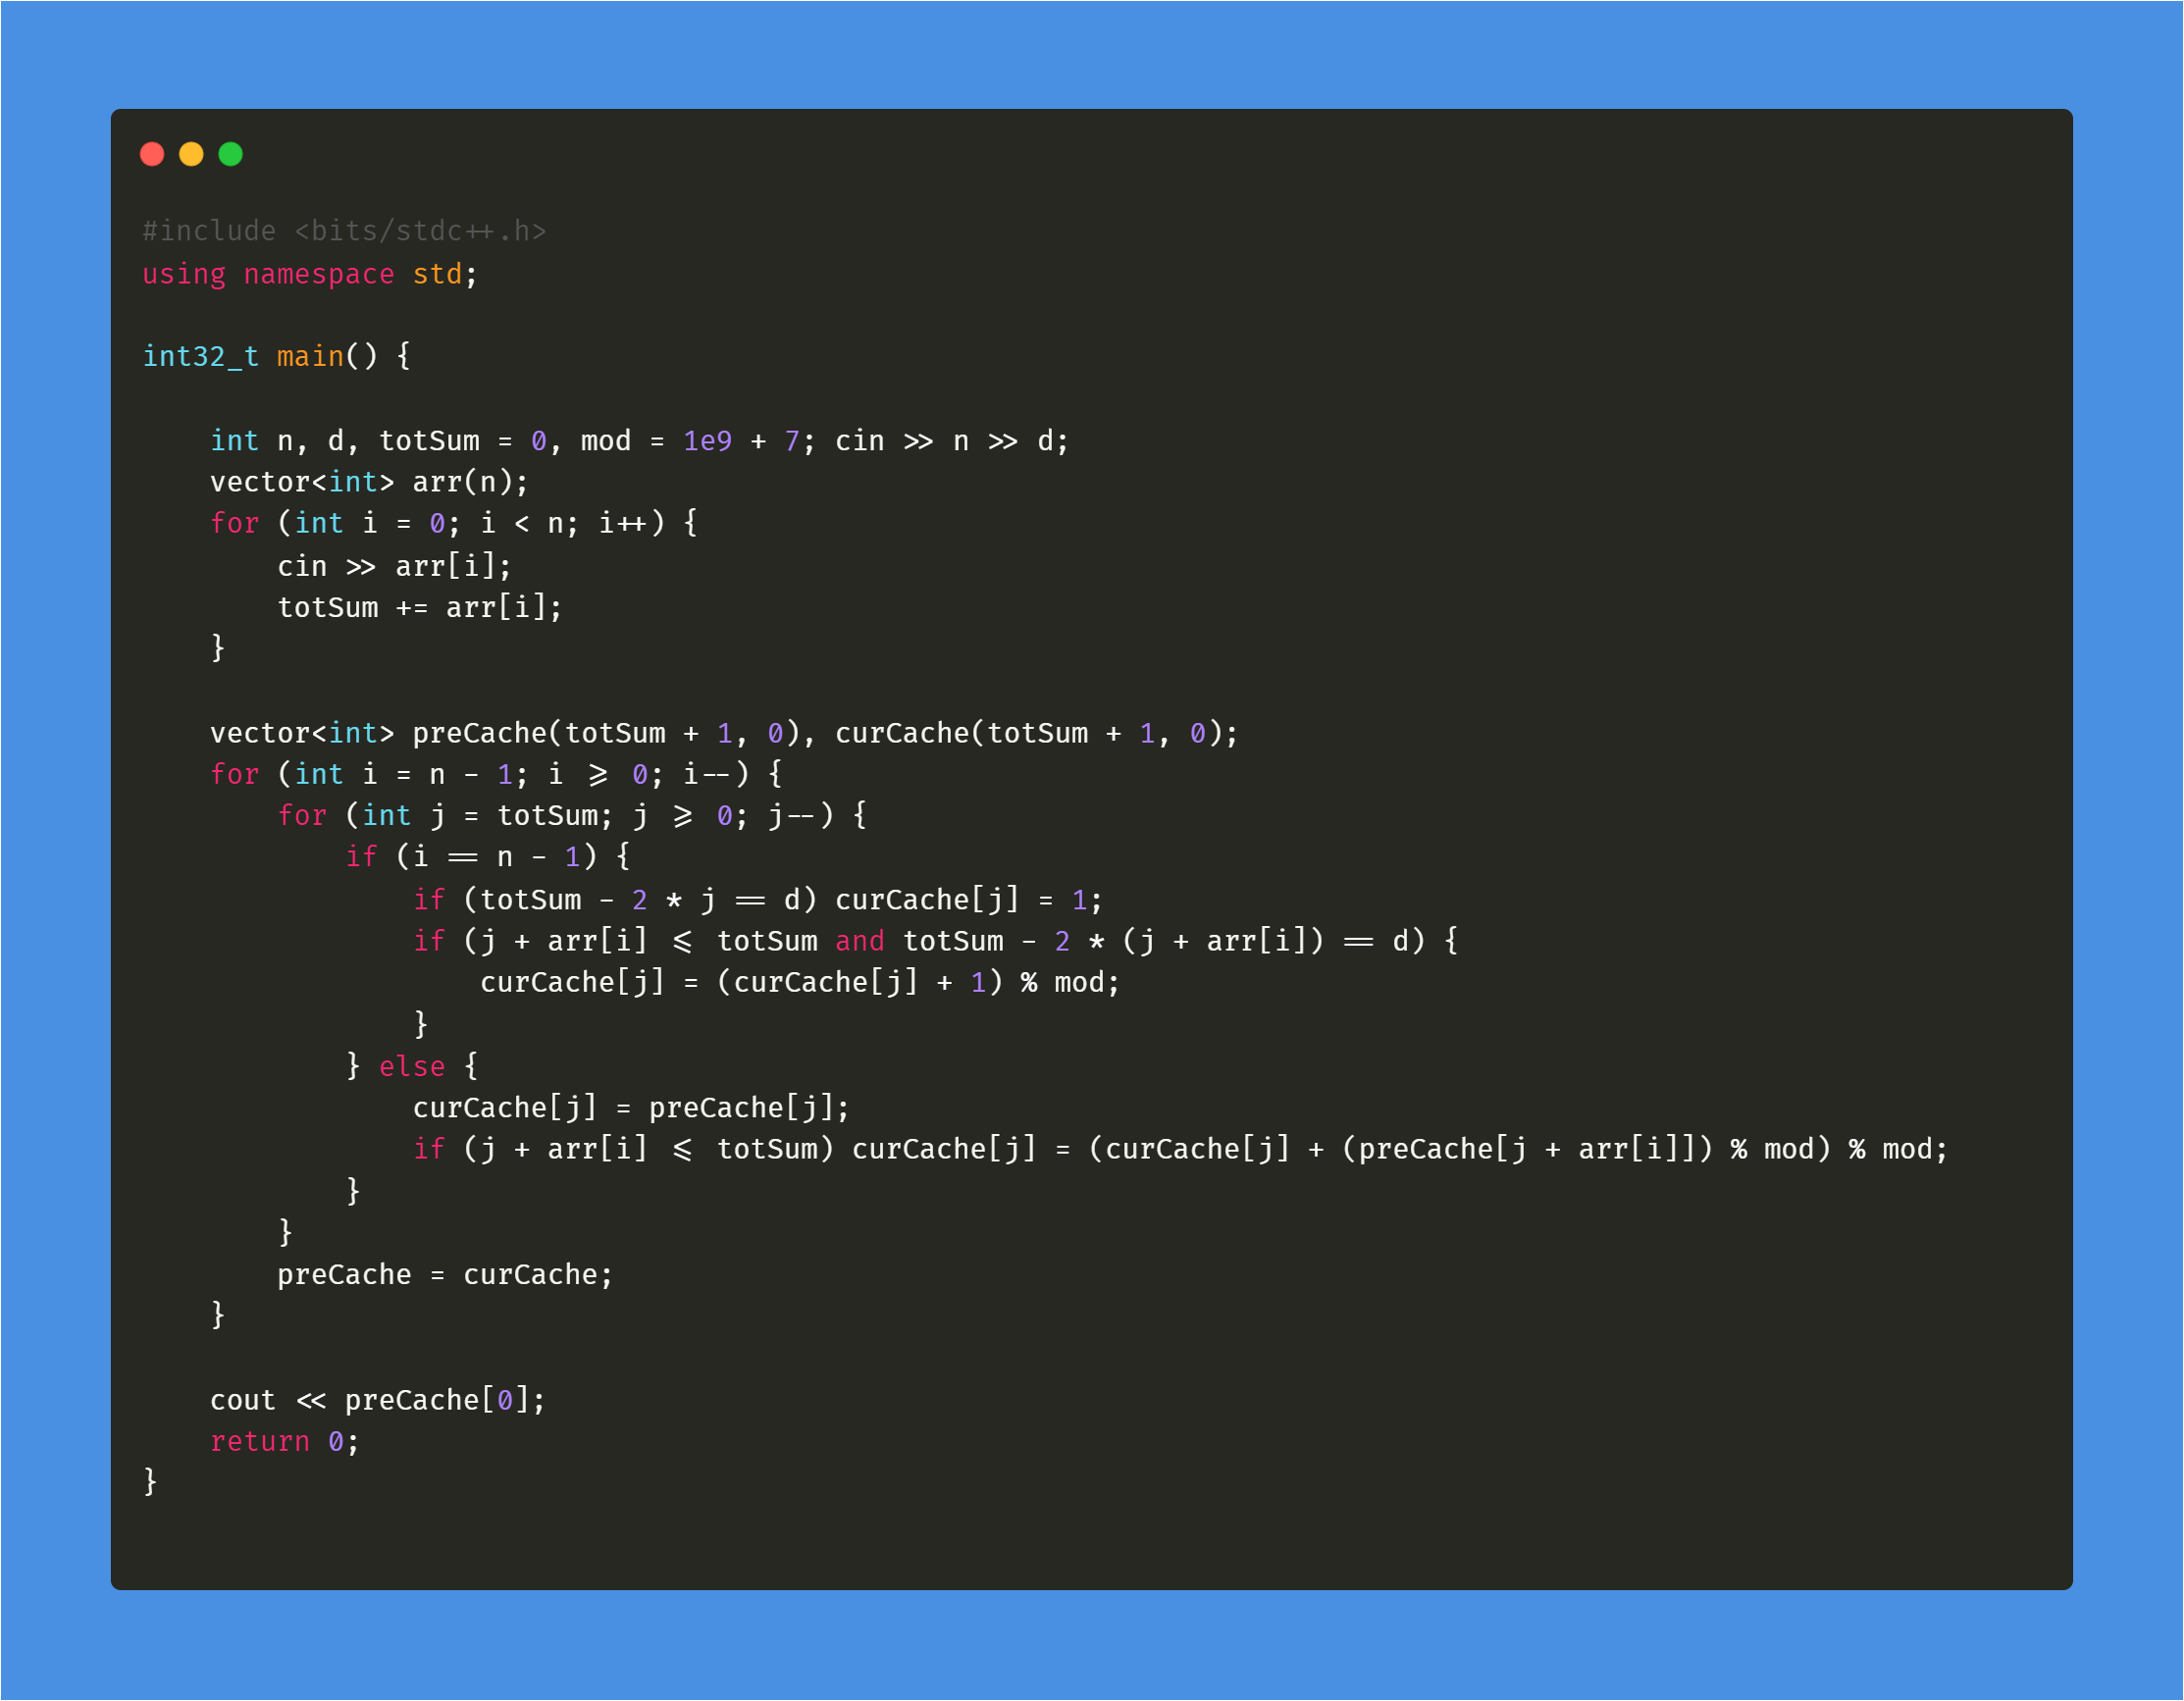 #include <bits/stdc++.h>
using namespace std;
int32_t main() {
int n, d, totSum = 0, mod = 1e9 + 7; cin >> n >> d;
vector<int> arr(n);
for (int i = 0; i < n; i++) {
cin >> arr[i];
totSum += arr[i];
}
vector<int> preCache(totSum + 1, 0), curCache(totSum + 1, 0);
for (int i = n - 1; i >= 0; i--) {
for (int j = totSum; j >= 0; j--) {
if (i == n - 1) {
if (totSum - 2 * j == d) curCache[j] = 1;
if (j + arr[i] <= totSum and totSum - 2 * (j + arr[i]) == d) {
curCache[j] = (curCache[j] + 1) % mod;
}
} else {
curCache[j] = preCache[j];
if (j + arr[i] <= totSum) curCache[j] = (curCache[j] + (preCache[j + arr[i]]) % mod) % mod;
}
}
preCache = curCache;
}
cout << preCache[0];
return 0;
}